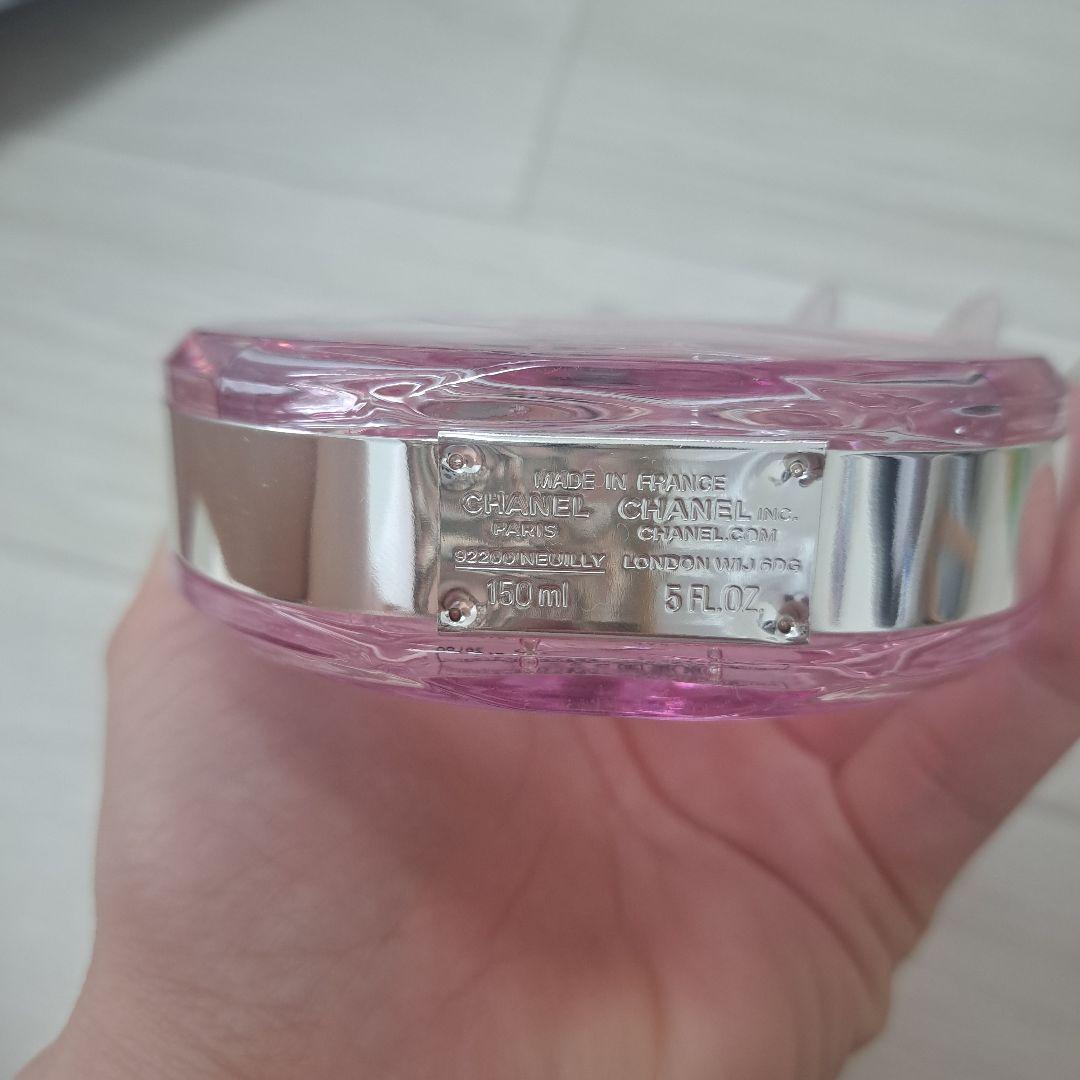 MADE IN FRANCE
CHANEL CHANEL INC.
PARIS CHANEL.COM
92200 NEUILLY LONDON W1J 6DG
150 ml 5 FL.OZ.